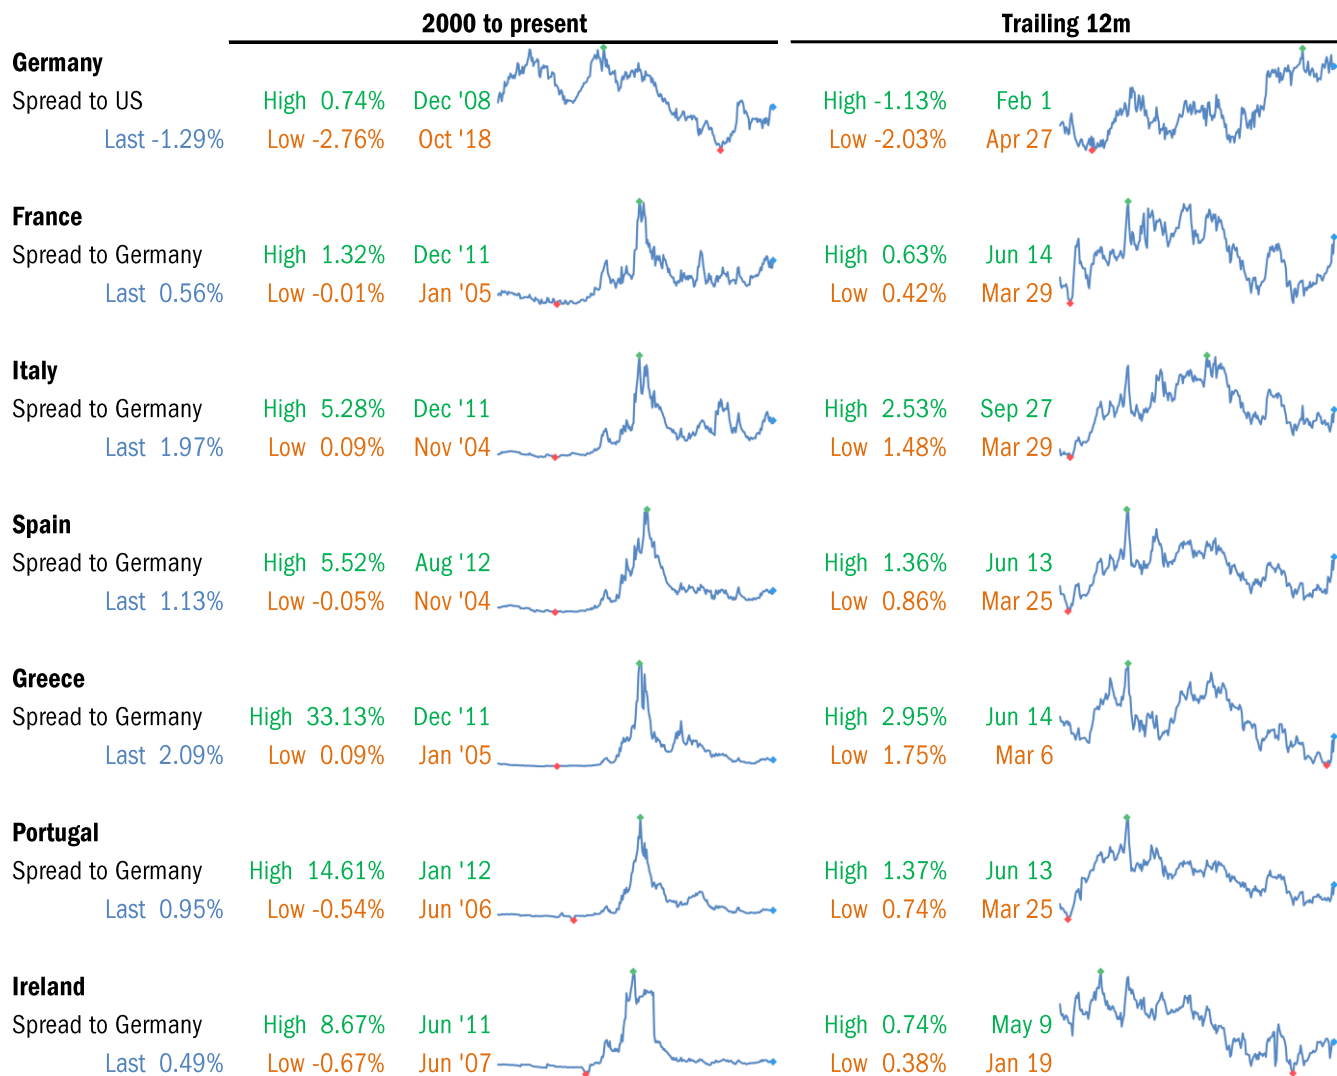 2000 to present Trailing 12m
Germany
Spread to US High 0.74% Dec '08 High -1.13% Feb 1
Last -1.29% Low -2.76% Oct '18 Low -2.03% Apr 27
France
Spread to Germany High 1.32% Dec '11 High 0.63% Jun 14
Last 0.56% Low -0.01% Jan '05 Low 0.42% Mar 29
Italy
Spread to Germany High 5.28% Dec '11 High 2.53% Sep 27
Last 1.97% Low 0.09% Nov '04 Low 1.48% Mar 29
Spain
Spread to Germany High 5.52% Aug '12 High 1.36% Jun 13
Last 1.13% Low -0.05% Nov '04 Low 0.86% Mar 25
Greece
Spread to Germany High 33.13% Dec '11 High 2.95% Jun 14
Last 2.09% Low 0.09% Jan '05 Low 1.75% Mar 6
Portugal
Spread to Germany High 14.61% Jan '12 High 1.37% Jun 13
Last 0.95% Low -0.54% Jun '06 Low 0.74% Mar 25
Ireland
Spread to Germany High 8.67% Jun '11 High 0.74% May 9
Last 0.49% Low -0.67% Jun '07 Low 0.38% Jan 19